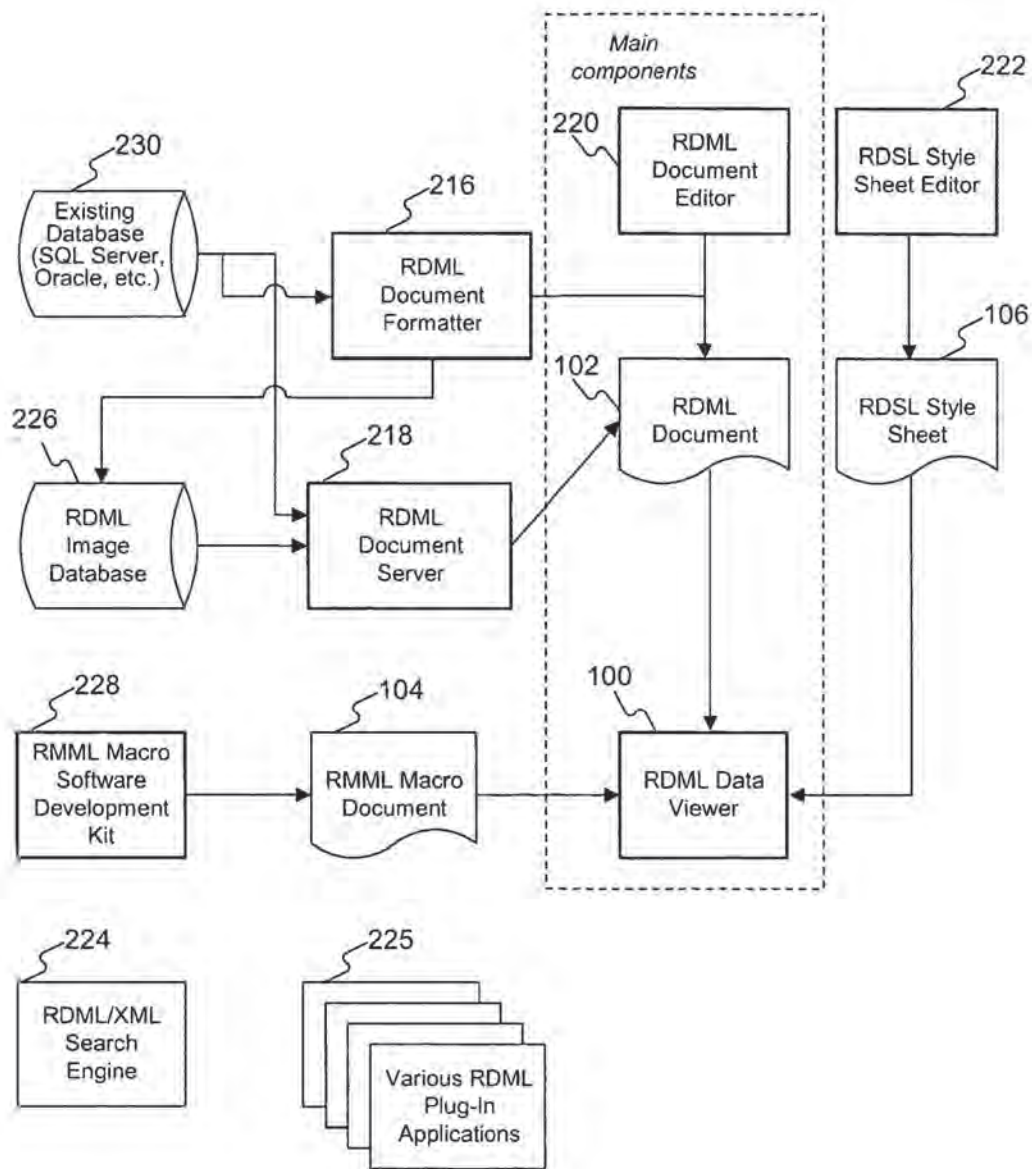 Main
components
222
220
RDML
Document
Editor
RDSL Style
Sheet Editor
230
Existing
Database
(SQL Server,
Oracle, etc.)
216
RDML
Document
Formatter
106
102
RDML
Document
RDSL Style
Sheet
226
218
RDML
Image
Database
RDML
Document
Server
228
104
100
RMML Macro
Software
Development
Kit
RMML Macro
Document
RDML Data
Viewer
224
225
RDML/XML
Search
Engine
Various RDML
Plug-In
Applications